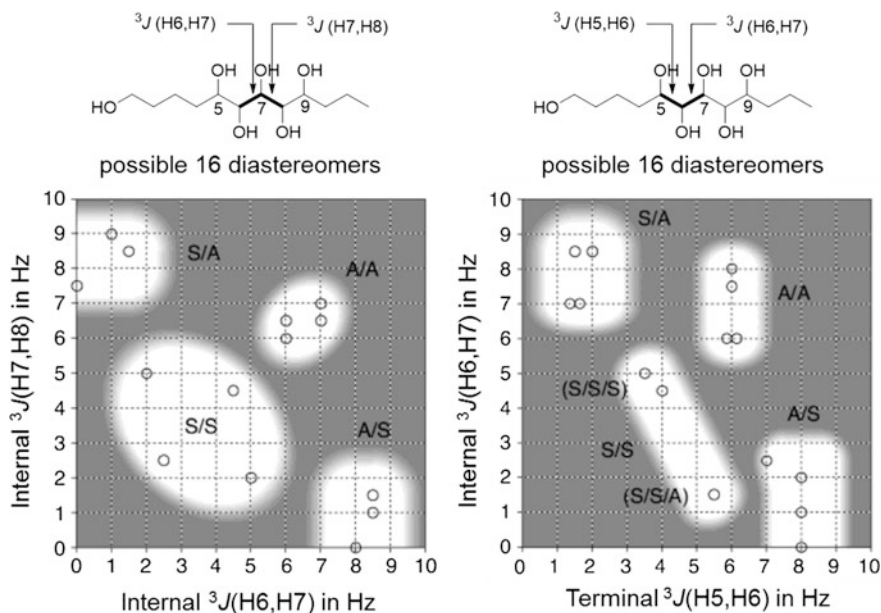 ³J (H6,H7) ³J (H7,H8)
OH OH OH
HO 5 7 9
OH OH
possible 16 diastereomers
10
9
8
7
6
5
4
3
2
1
0
S/A
A/A
S/S
A/S
0 1 2 3 4 5 6 7 8 9 10
Internal ³J(H7,H8) in Hz
Internal ³J(H6,H7) in Hz
³J (H5,H6) ³J (H6,H7)
OH OH OH
HO 5 7 9
OH OH
possible 16 diastereomers
10
9
8
7
6
5
4
3
2
1
0
S/A
A/A
(S/S/S)
A/S
S/S
(S/S/A)
0 1 2 3 4 5 6 7 8 9 10
Internal ³J(H6,H7) in Hz
Terminal ³J(H5,H6) in Hz